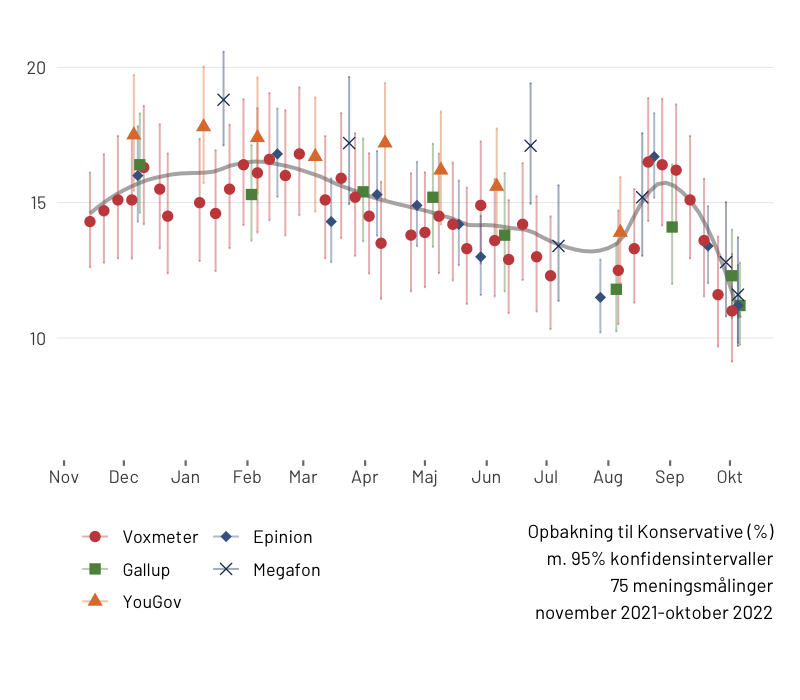 20
15
10
Nov Dec Jan Feb Mar Apr Maj Jun Jul Aug Sep Okt
Voxmeter Epinion
Gallup Megafon
YouGov
Opbakning til Konservative (%)
m. 95% konfidensintervaller
75 meningsmålinger
november 2021-oktober 2022